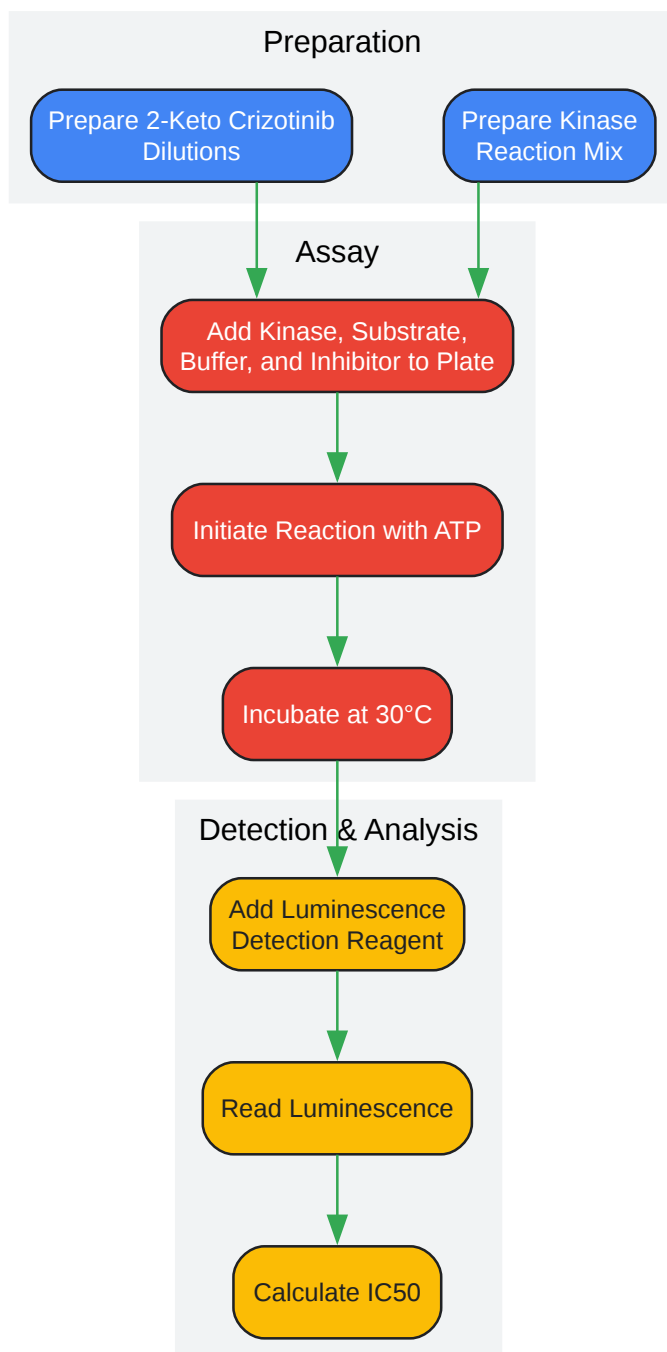 Preparation
Prepare 2-Keto Crizotinib
Dilutions
Prepare Kinase
Reaction Mix
Assay
Add Kinase, Substrate,
Buffer, and Inhibitor to Plate
Initiate Reaction with ATP
Incubate at 30°C
Detection & Analysis
Add Luminescence
Detection Reagent
Read Luminescence
Calculate IC50